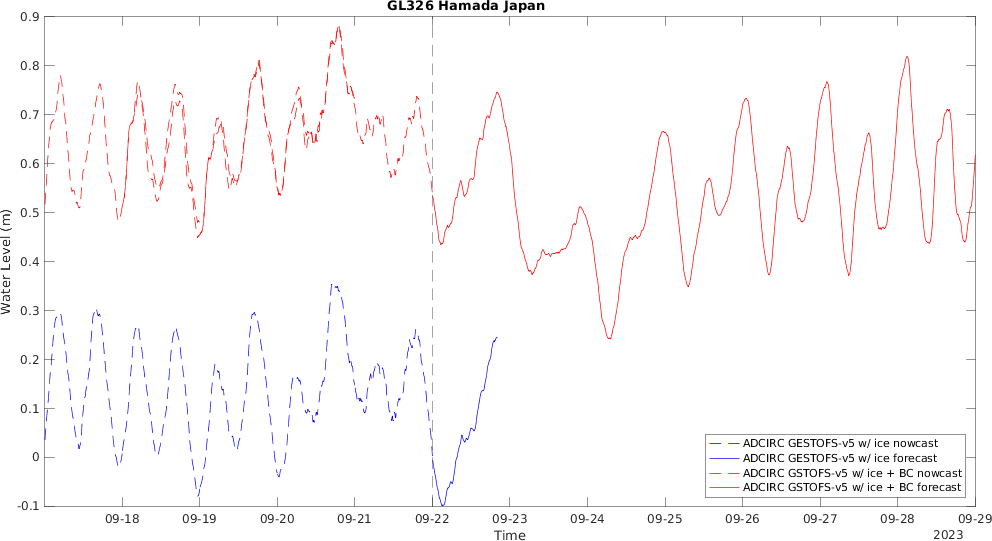 GL326 Hamada Japan
0.9
0.8
0.7
0.6
0.5
0.4
0.3
0.2
0.1
0
-0.1
Water Level (m)
ADCIRC GESTOFS-v5 w/ ice nowcast
ADCIRC GESTOFS-v5 w/ ice forecast
ADCIRC GSTOFS-v5 w/ ice + BC nowcast
ADCIRC GSTOFS-v5 w/ ice + BC forecast
09-18 09-19 09-20 09-21 09-22 09-23 09-24 09-25 09-26 09-27 09-28 09-29
Time
2023